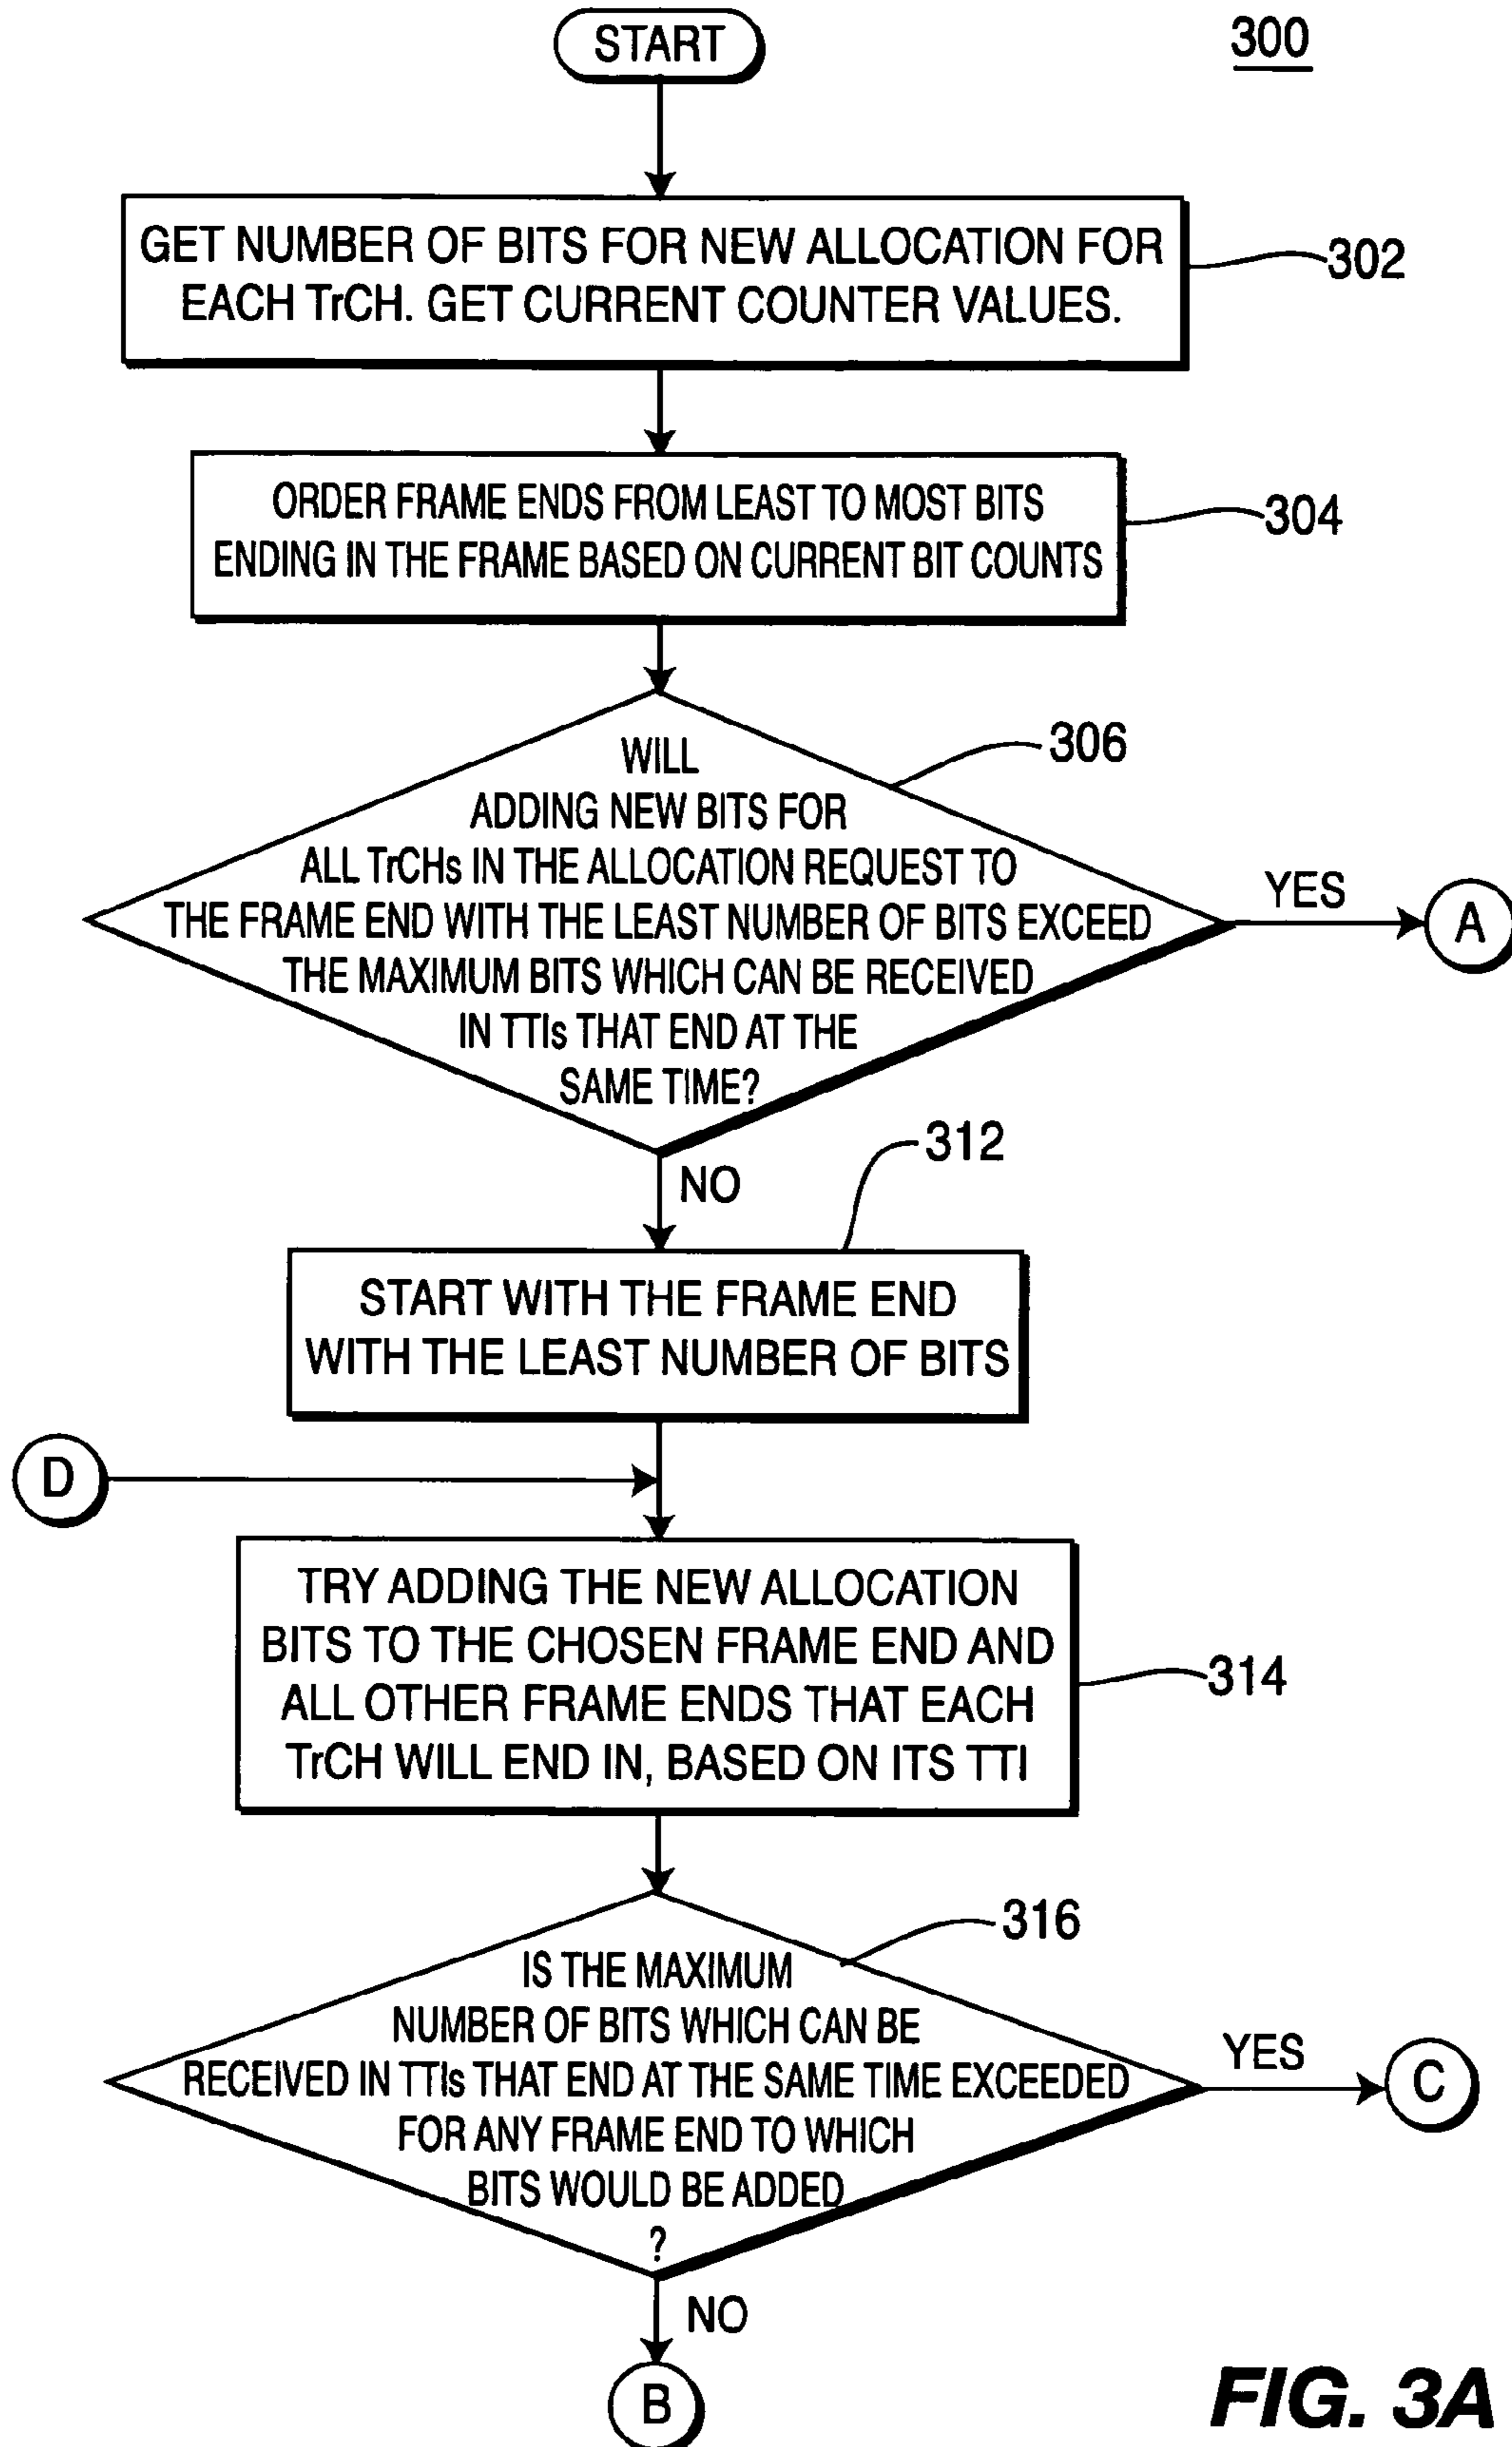 START
300
GET NUMBER OF BITS FOR NEW ALLOCATION FOR
EACH TrCH. GET CURRENT COUNTER VALUES.
302
ORDER FRAME ENDS FROM LEAST TO MOST BITS
ENDING IN THE FRAME BASED ON CURRENT BIT COUNTS
304
306
WILL
ADDING NEW BITS FOR
ALL TrCHs IN THE ALLOCATION REQUEST TO
THE FRAME END WITH THE LEAST NUMBER OF BITS EXCEED
THE MAXIMUM BITS WHICH CAN BE RECEIVED
IN TTIs THAT END AT THE
SAME TIME?
YES
A
NO
312
START WITH THE FRAME END
WITH THE LEAST NUMBER OF BITS
D
TRY ADDING THE NEW ALLOCATION
BITS TO THE CHOSEN FRAME END AND
ALL OTHER FRAME ENDS THAT EACH
TrCH WILL END IN, BASED ON ITS TTI
314
316
IS THE MAXIMUM
NUMBER OF BITS WHICH CAN BE
RECEIVED IN TTIs THAT END AT THE SAME TIME EXCEEDED
FOR ANY FRAME END TO WHICH
BITS WOULD BE ADDED
?
YES
C
NO
B
FIG. 3A